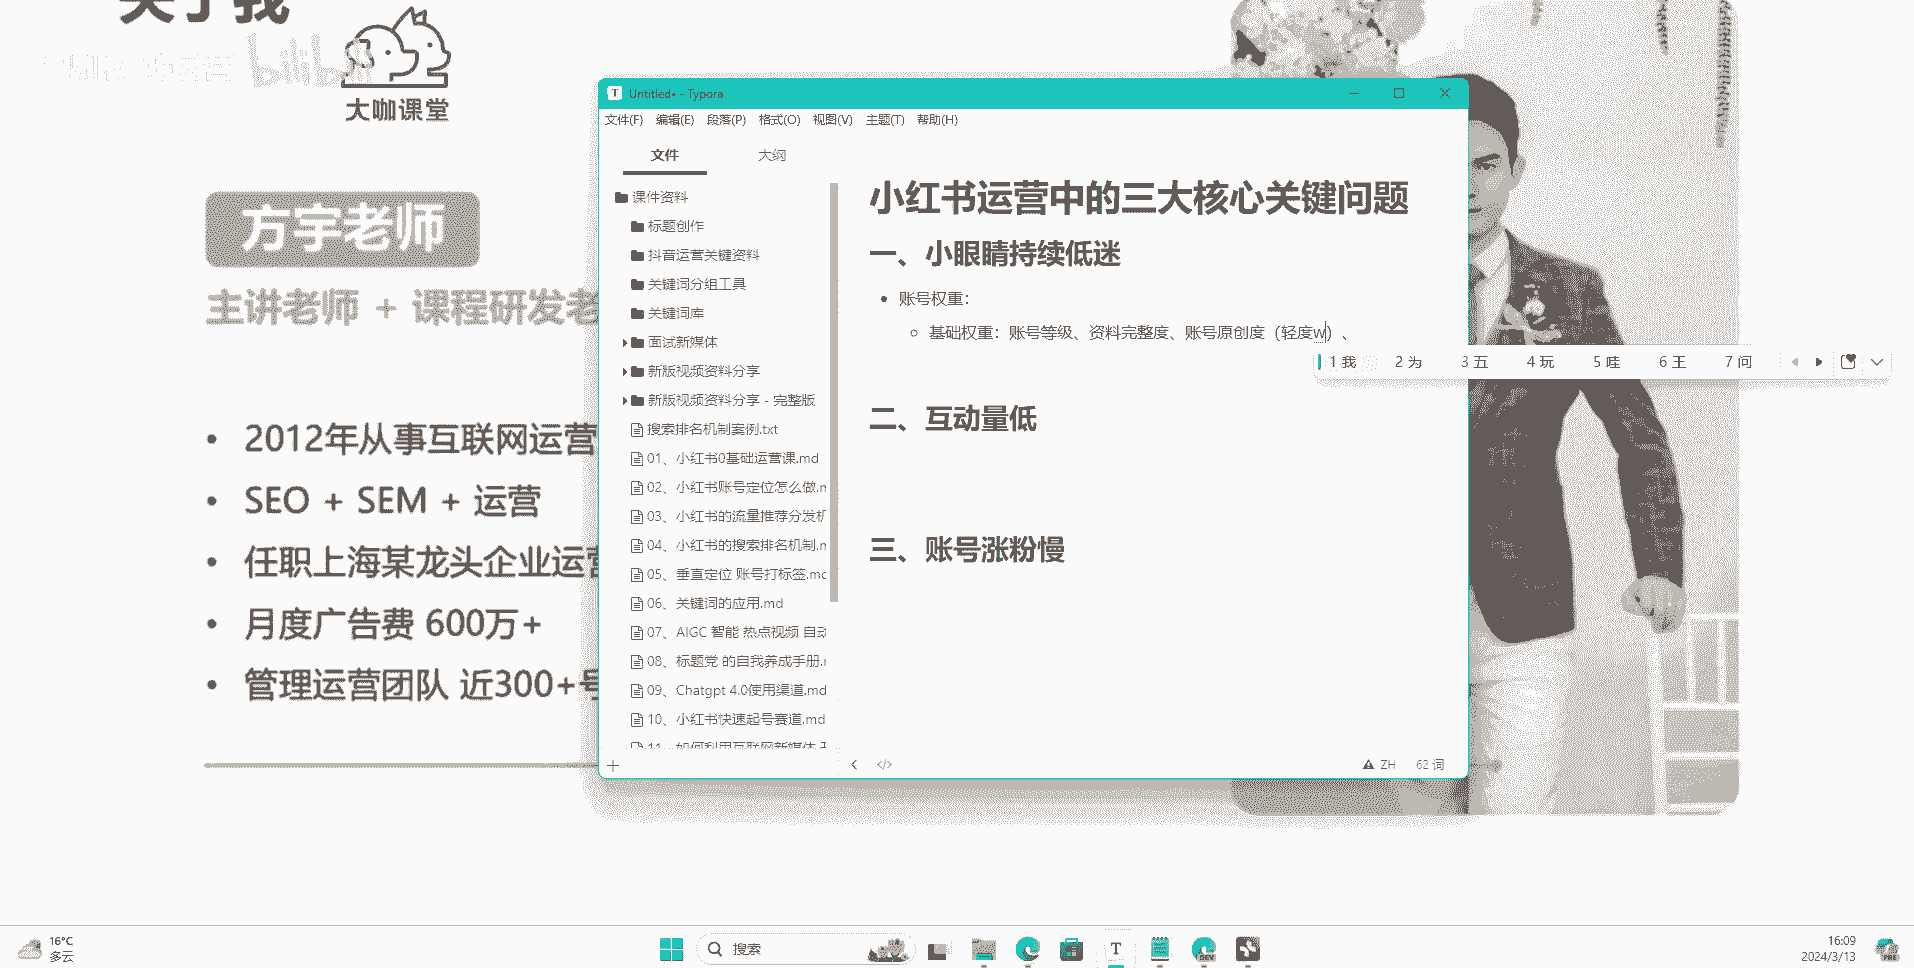 关于我
bilibili
大咖课堂
方宇老师
主讲老师 + 课程研发老
2012年从事互联网运营
SEO + SEM + 运营
任职上海某龙头企业运营
月度广告费 600万+
管理运营团队 近300+号
Untitled• - Typora
文件(F) 编辑(E) 段落(P) 格式(O) 视图(V) 主题(T) 帮助(H)
文件 大纲
课件资料
标题创作
抖音运营关键资料
关键词分组工具
关键词库
面试新媒体
新版视频资料分享
新版视频资料分享 - 完整版
搜索排名机制案例.txt
01、小红书0基础运营课.md
02、小红书账号定位怎么做.m
03、小红书的流量推荐分发机
04、小红书的搜索排名机制.m
05、垂直定位 账号打标签.md
06、关键词的应用.md
07、AIGC 智能 热点视频 自动
08、标题党 的自我养成手册.m
09、Chatgpt 4.0使用渠道.md
10、小红书快速起号赛道.md
11、如何利用互联网新媒体
小红书运营中的三大核心关键问题
一、小眼睛持续低迷
账号权重：
基础权重：账号等级、资料完整度、账号原创度（轻度w）、
1 我 2 为 3 五 4 玩 5 哇 6 王 7 问
二、互动量低
三、账号涨粉慢
ZH 62 词
16°C
多云
搜索
T
DEV
16:09
2024/3/13
PRE